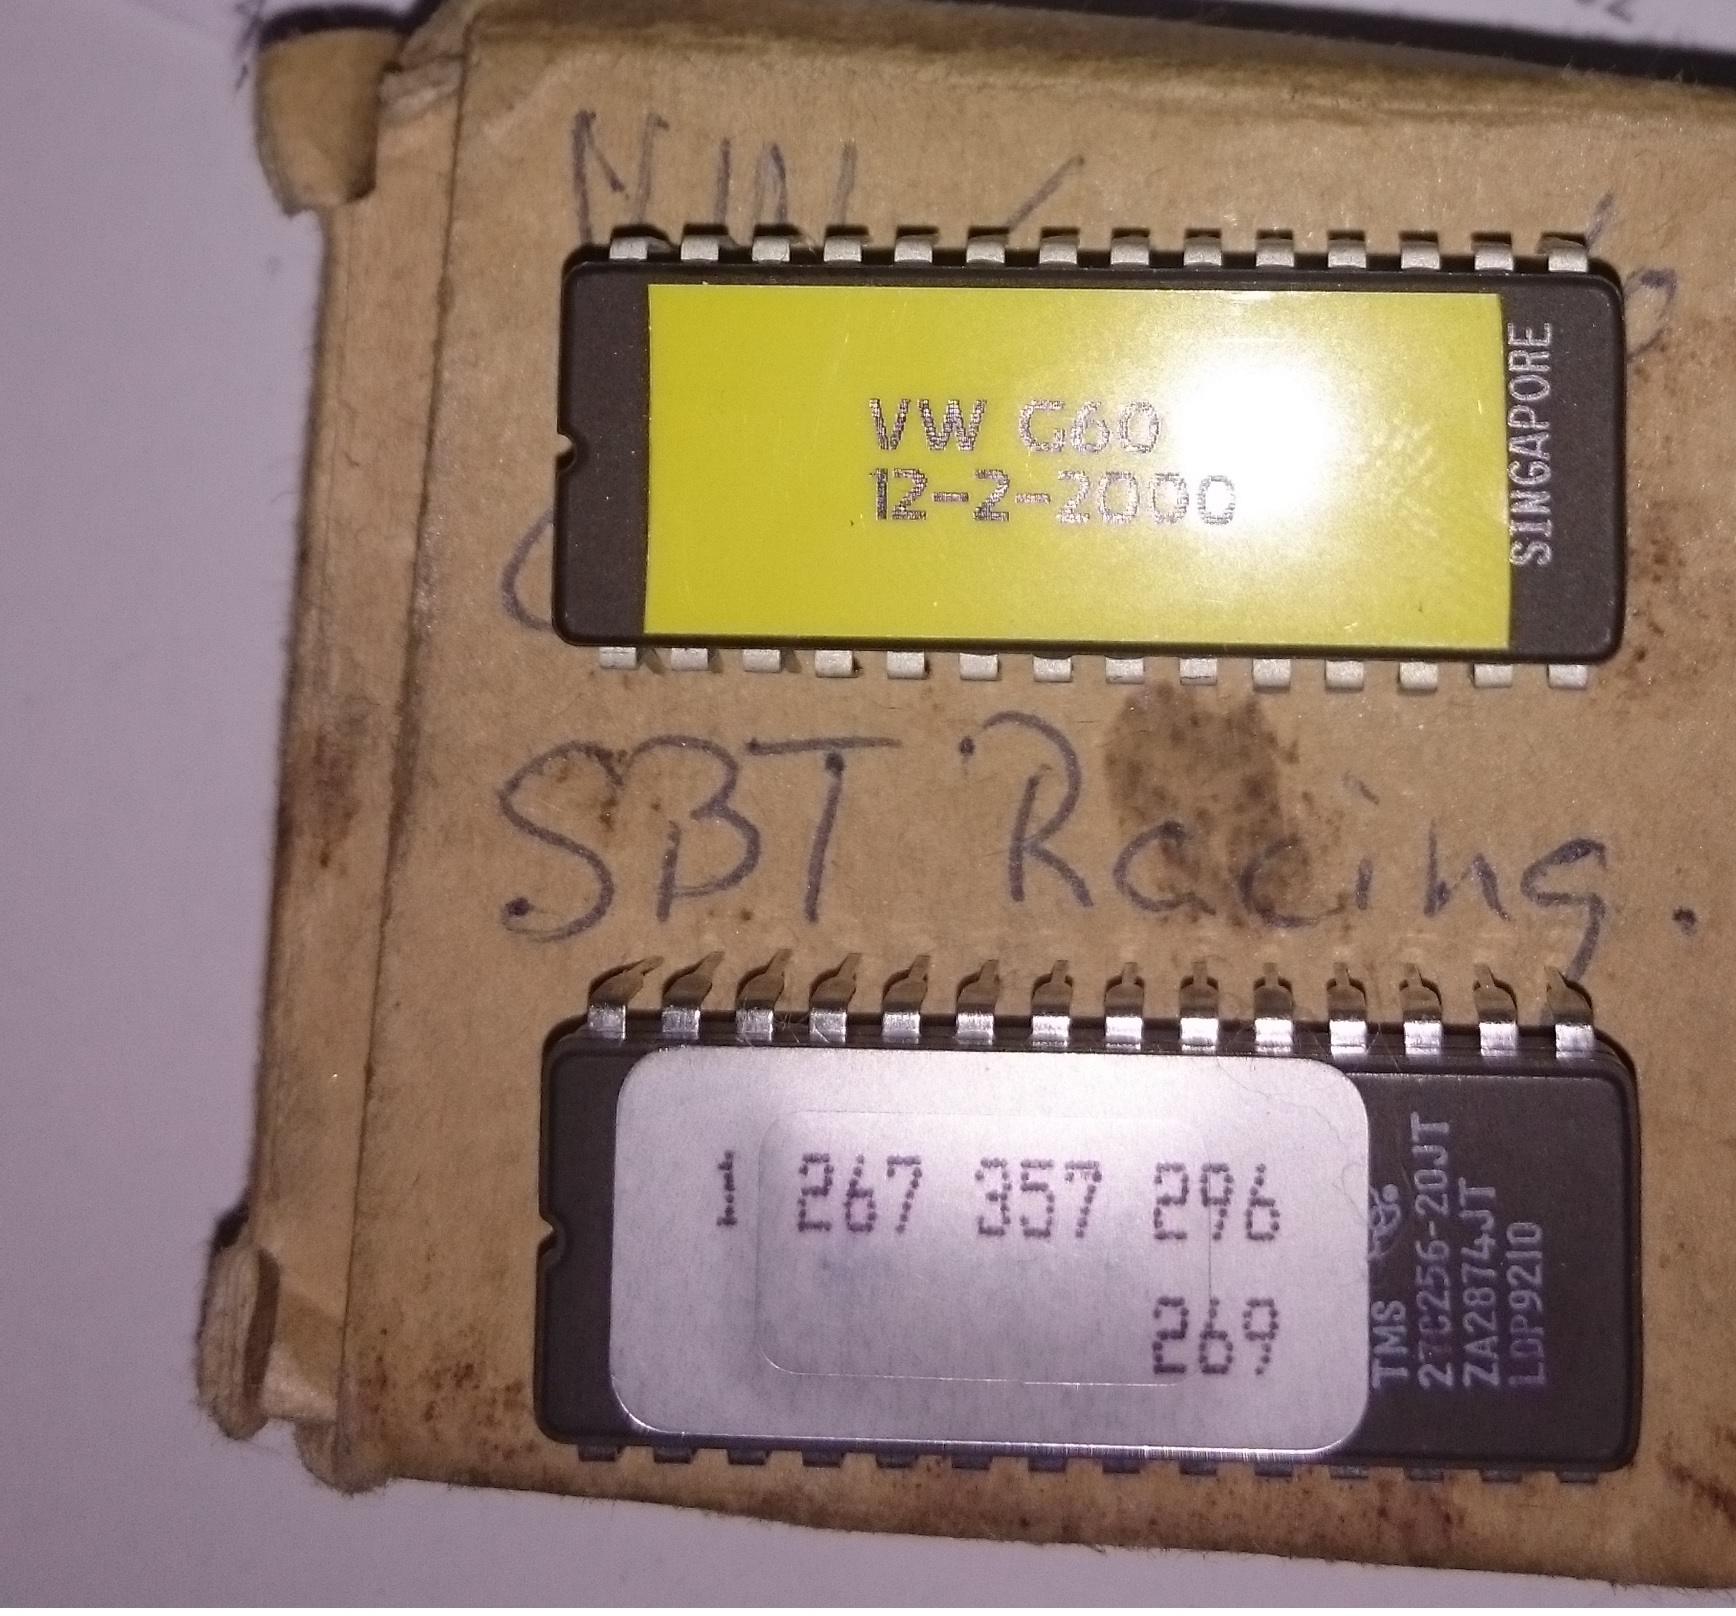 VW G60
12-2-2000
SINGAPORE
SBT Racing.
1 267 357 296
269
TMS
27C256-20JT
ZA2874JT
LDP9210